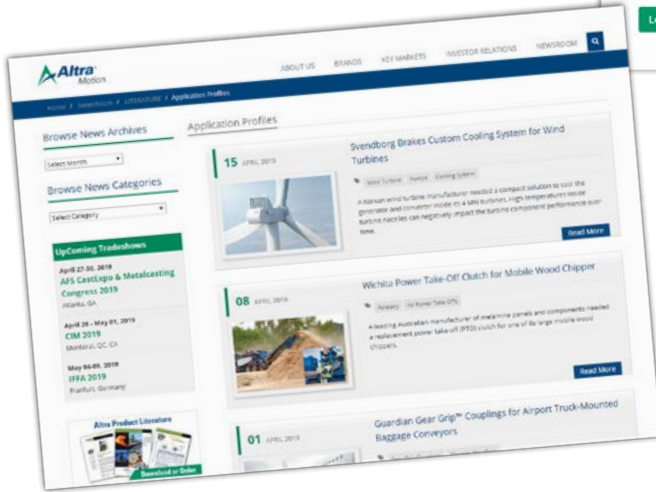 Altra
Motion
ABOUT US
BRANDS
KEY MARKETS
INVESTOR RELATIONS
NEWSROOM
Home / NewsRoom / LITERATURE / Application Profiles
Browse News Archives
Select Month
Browse News Categories
Select Category
UpComing Tradeshows
April 27-30, 2019
AFS CastExpo & Metalcasting
Congress 2019
Atlanta, GA
April 28 - May 01, 2019
CIM 2019
Montreal, QC, CA
May 04-09, 2019
IFFA 2019
Franfurt, Germany
Altra Product Literature
Download or Order
Application Profiles
15 APRIL 2019
Svendborg Brakes Custom Cooling System for Wind
Turbines
Wind Turbine
Cooling System
A Korean wind turbine manufacturer needed a compact solution to cool the
generator and converter inside its 4 MW turbines. High temperatures inside
turbine nacelles can negatively impact the turbine component performance over
time.
Read More
08 APRIL 2019
Wichita Power Take-Off Clutch for Mobile Wood Chipper
Forestry
Air Power Take Offs
A leading Australian manufacturer of melamine panels and components needed
a replacement power take-off (PTO) clutch for one of its large mobile wood
chippers.
Read More
01 APRIL 2019
Guardian Gear Grip™ Couplings for Airport Truck-Mounted
Baggage Conveyors